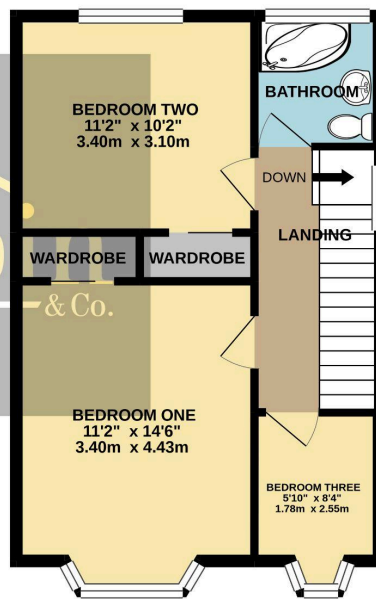 BEDROOM TWO
11'2" x 10'2"
3.40m x 3.10m
BATHROOM
DOWN
LANDING
WARDROBE
WARDROBE
& Co.
BEDROOM ONE
11'2" x 14'6"
3.40m x 4.43m
BEDROOM THREE
5'10" x 8'4"
1.78m x 2.55m